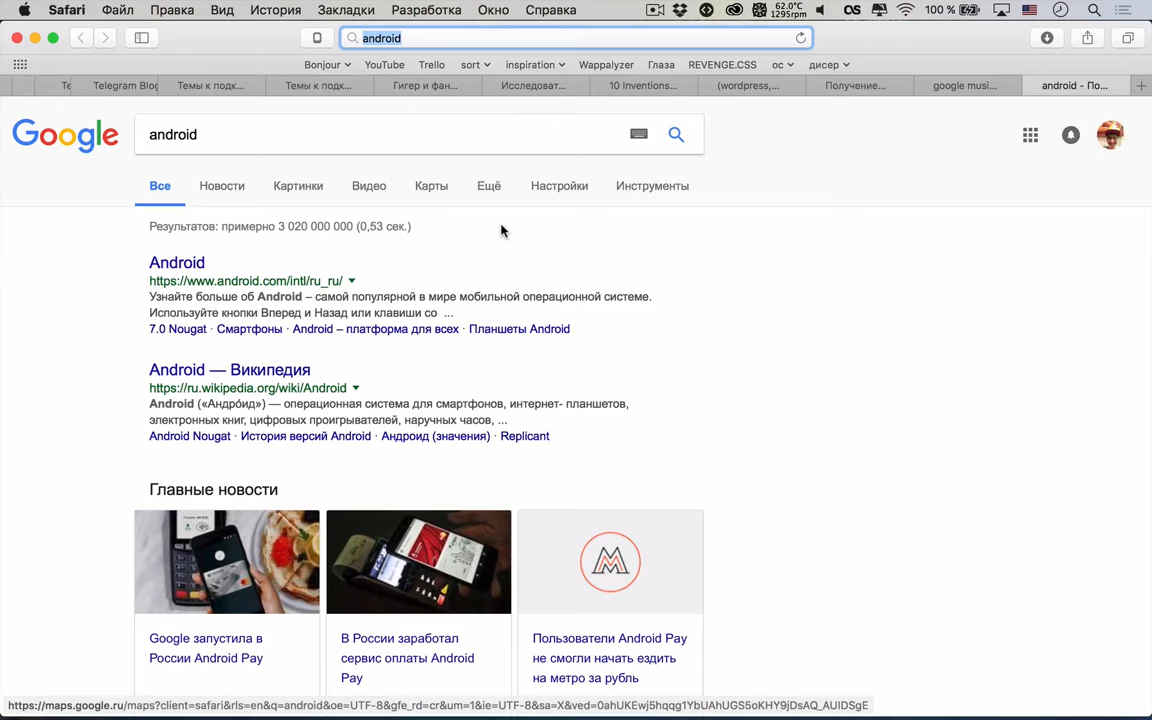 Safari Файл Правка Вид История Закладки Разработка Окно Справка 62.0°C 1295rpm 100 %
android
Bonjour YouTube Trello sort inspiration Wappalyzer Глаза REVENGE.CSS ос дисер
Те Telegram Blog Темы к подк... Темы к подк... Гигер и фан... Исследоват... 10 Inventions... (wordpress,... Получение... google musi... android - По...
Google android
Все Новости Картинки Видео Карты Ещё Настройки Инструменты
Результатов: примерно 3 020 000 000 (0,53 сек.)
Android
https://www.android.com/intl/ru_ru/
Узнайте больше об Android – самой популярной в мире мобильной операционной системе.
Используйте кнопки Вперед и Назад или клавиши со ...
7.0 Nougat · Смартфоны · Android – платформа для всех · Планшеты Android
Android — Википедия
https://ru.wikipedia.org/wiki/Android
Android («Андро́ид») — операционная система для смартфонов, интернет- планшетов,
электронных книг, цифровых проигрывателей, наручных часов, ...
Android Nougat · История версий Android · Андроид (значения) · Replicant
Главные новости
Google запустила в
России Android Pay
В России заработал
сервис оплаты Android
Pay
Пользователи Android Pay
не смогли начать ездить
на метро за рубль
https://maps.google.ru/maps?client=safari&rls=en&q=android&oe=UTF-8&gfe_rd=cr&um=1&ie=UTF-8&sa=X&ved=0ahUKEwj5hqqg1YbUAhUGS5oKHY9jDsAQ_AUIDSgE